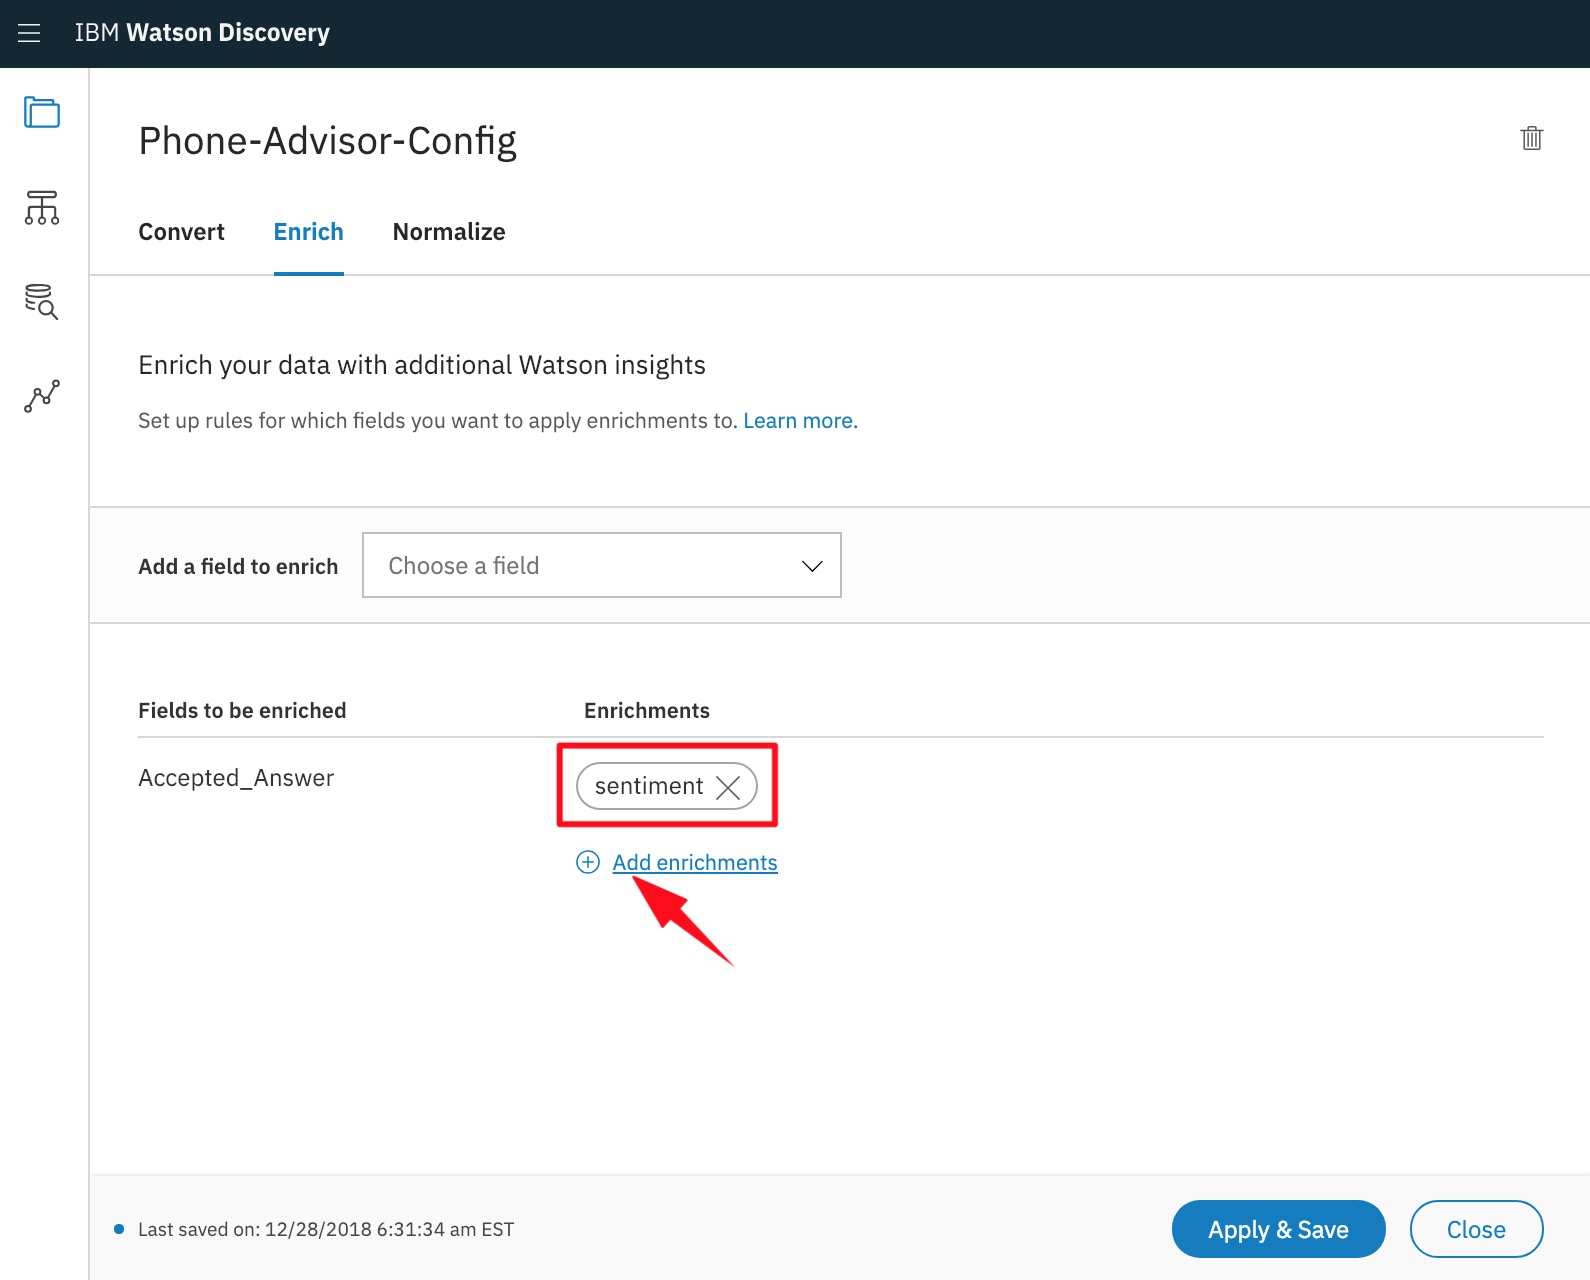 IBM Watson Discovery
Phone-Advisor-Config
Convert Enrich Normalize
Enrich your data with additional Watson insights
Set up rules for which fields you want to apply enrichments to. Learn more.
Add a field to enrich Choose a field
Fields to be enriched Enrichments
Accepted_Answer sentiment
Add enrichments
Last saved on: 12/28/2018 6:31:34 am EST Apply & Save Close